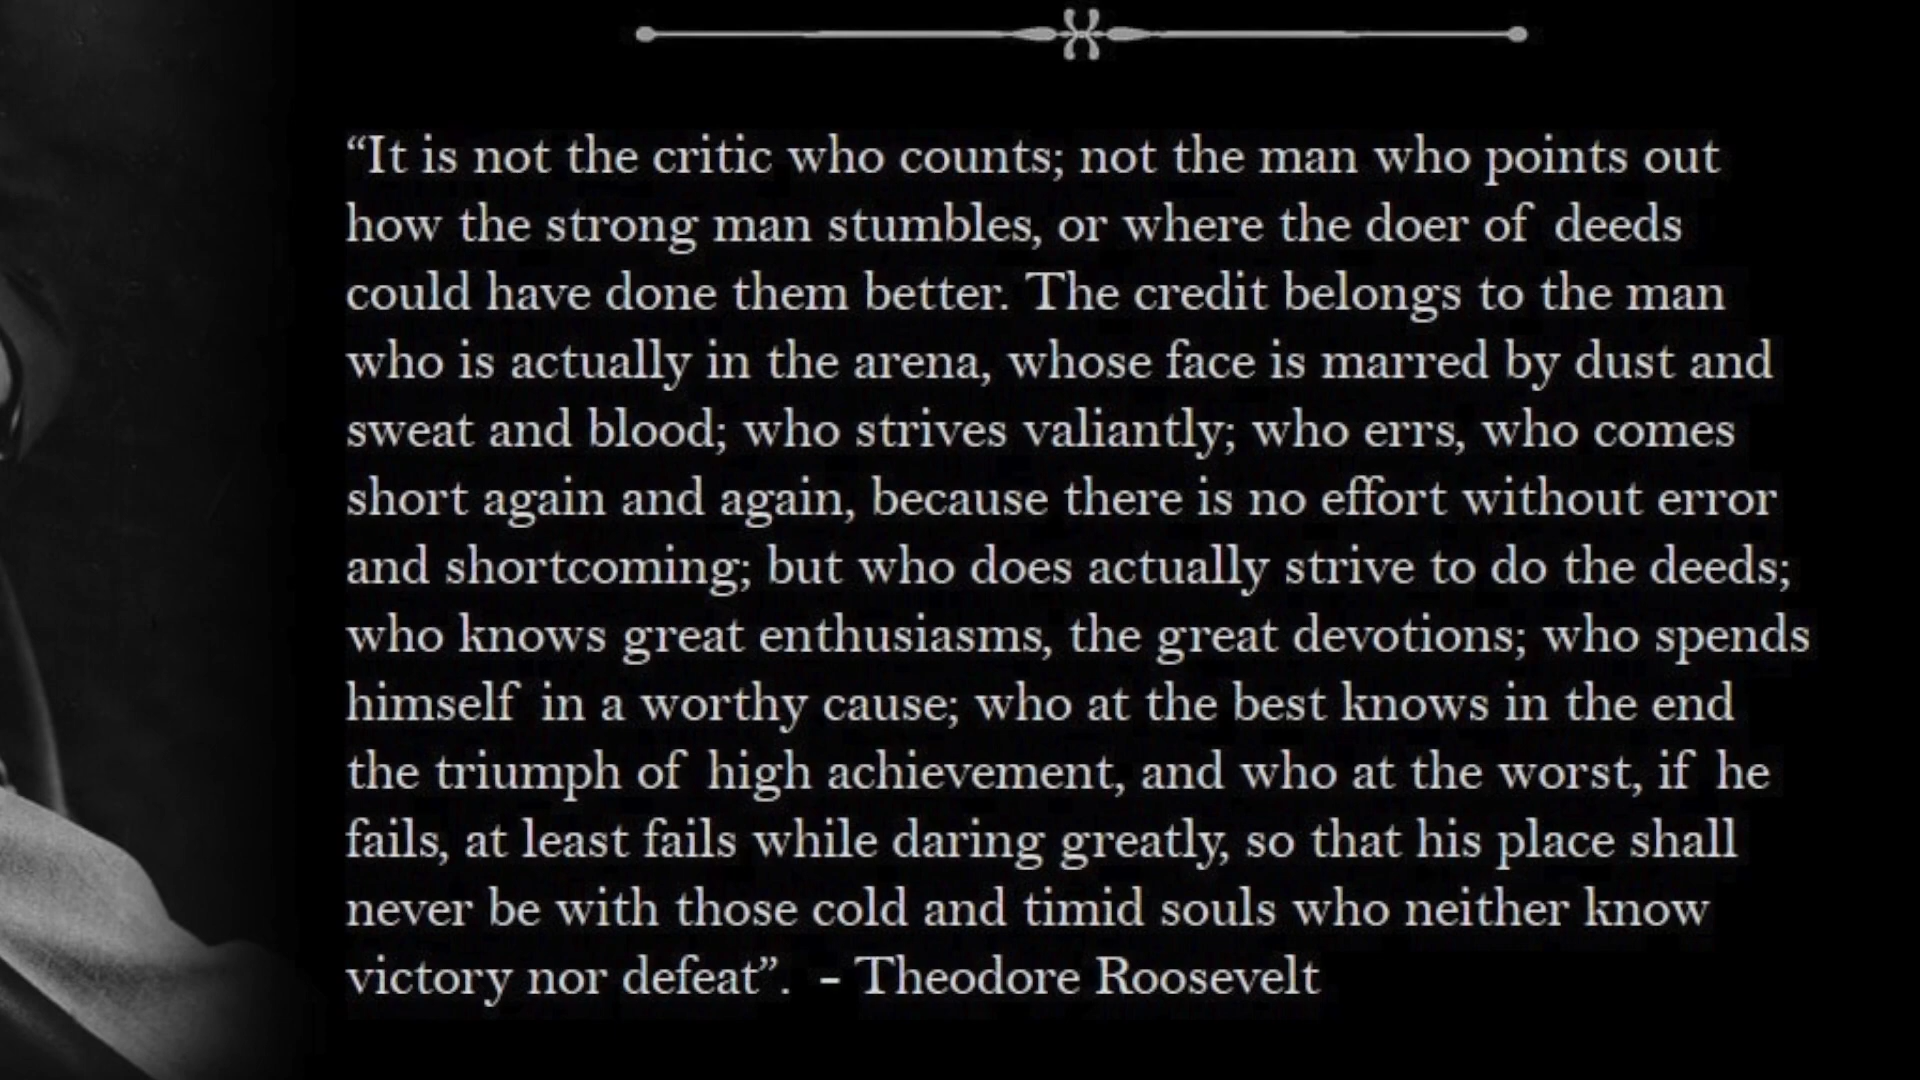 “It is not the critic who counts; not the man who points out
how the strong man stumbles, or where the doer of deeds
could have done them better. The credit belongs to the man
who is actually in the arena, whose face is marred by dust and
sweat and blood; who strives valiantly; who errs, who comes
short again and again, because there is no effort without error
and shortcoming; but who does actually strive to do the deeds;
who knows great enthusiasms, the great devotions; who spends
himself in a worthy cause; who at the best knows in the end
the triumph of high achievement, and who at the worst, if he
fails, at least fails while daring greatly, so that his place shall
never be with those cold and timid souls who neither know
victory nor defeat”. - Theodore Roosevelt